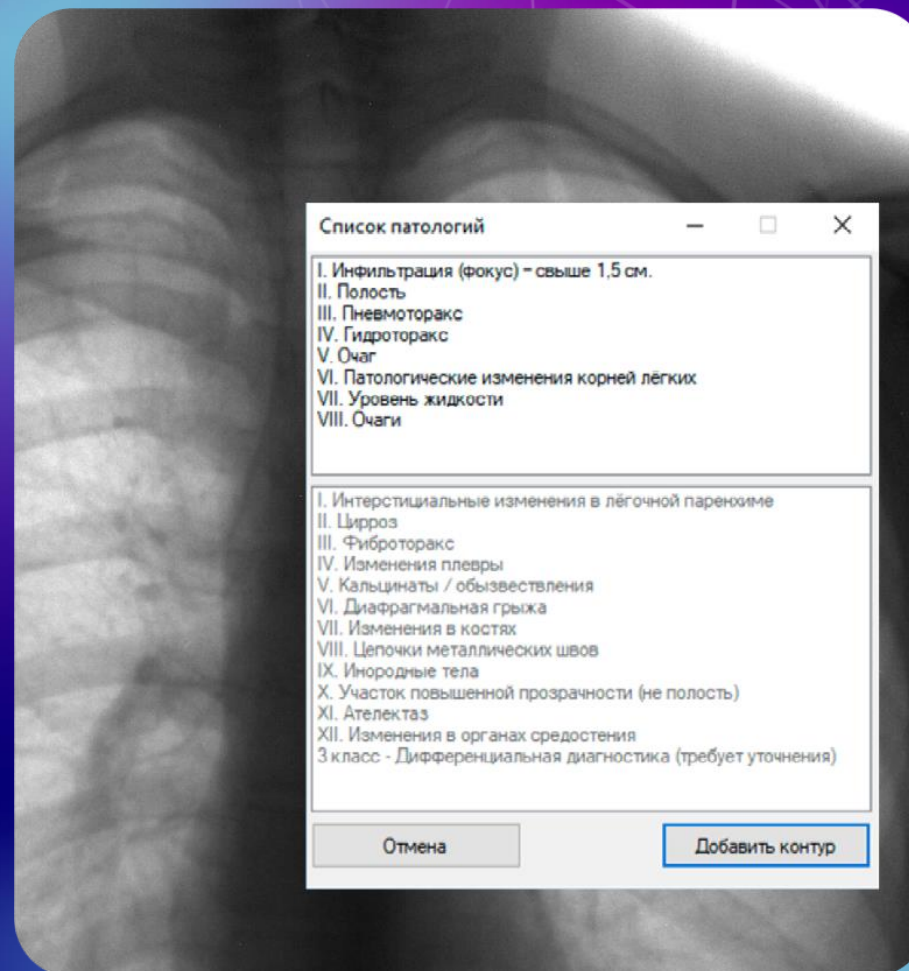 Список патологий
I. Инфильтрация (фокус) - свыше 1,5 см.
II. Полость
III. Пневмоторакс
IV. Гидроторакс
V. Очаг
VI. Патологические изменения корней лёгких
VII. Уровень жидкости
VIII. Очаги
I. Интерстициальные изменения в лёгочной паренхиме
II. Цирроз
III. Фиброторакс
IV. Изменения плевры
V. Кальцинаты / обызвествления
VI. Диафрагмальная грыжа
VII. Изменения в костях
VIII. Цепочки металлических швов
IX. Инородные тела
X. Участок повышенной прозрачности (не полость)
XI. Ателектаз
XII. Изменения в органах средостения
3 класс - Дифференциальная диагностика (требует уточнения)
Отмена
Добавить контур